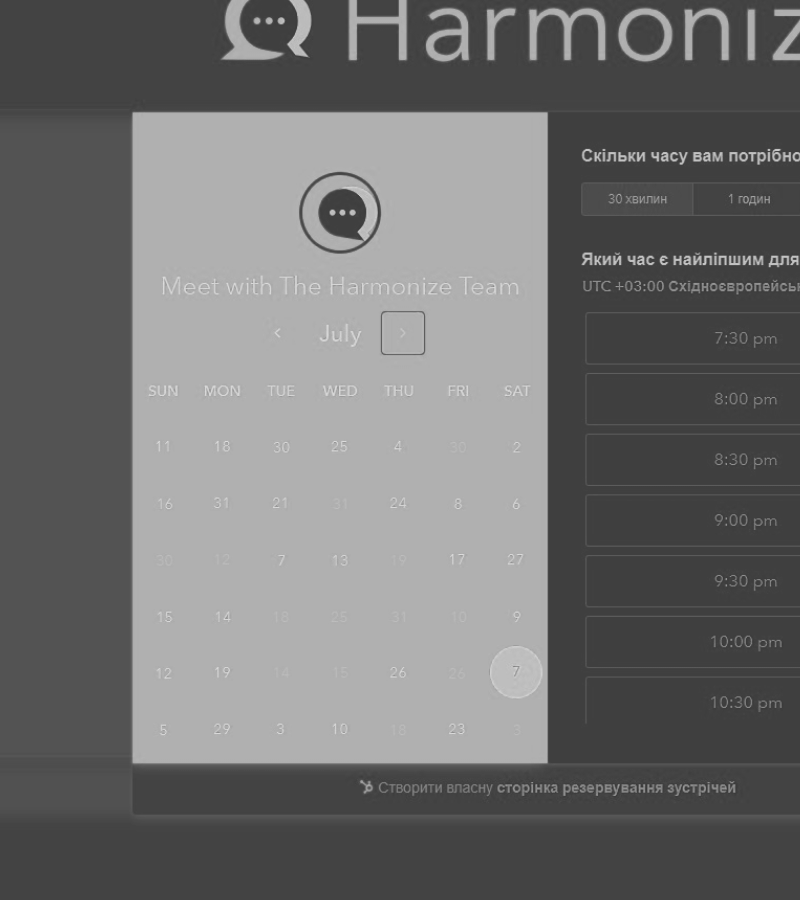 Harmoniz
Meet with The Harmonize Team
July
SUN MON TUE WED THU FRI SAT
11 18 30 25 4 30 2
16 31 21 31 24 8 6
30 12 7 13 19 17 27
15 14 18 25 31 10 9
12 19 14 15 26 26 7
5 29 3 10 18 23 3
Скільки часу вам потрібно
30 хвилин 1 годин
Який час є найліпшим для
UTC +03:00 Східноєвропейськ
7:30 pm
8:00 pm
8:30 pm
9:00 pm
9:30 pm
10:00 pm
10:30 pm
Створити власну сторінка резервування зустрічей